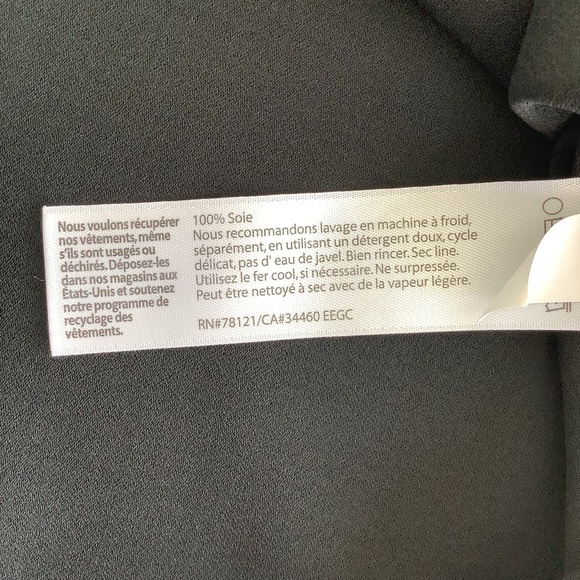 Nous voulons récupérer
nos vêtements, même
s'ils sont usagés ou
déchirés. Déposez-les
dans nos magasins aux
États-Unis et soutenez
notre programme de
recyclage des
vêtements.
100% Soie
Nous recommandons lavage en machine à froid,
séparément, en utilisant un détergent doux, cycle
délicat, pas d' eau de javel. Bien rincer. Sec line.
Utilisez le fer cool, si nécessaire. Ne surpressée.
Peut être nettoyé à sec avec de la vapeur légère.
RN#78121/CA#34460 EEGC